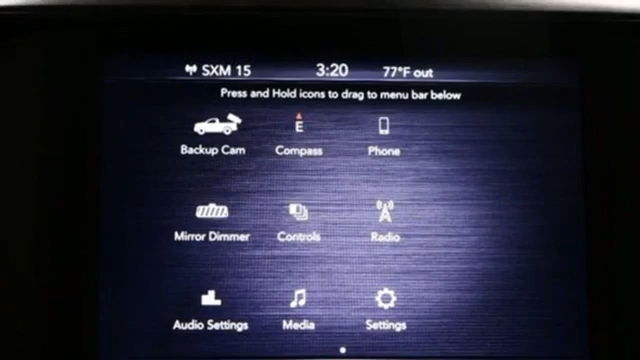 SXM 15 3:20 77°F out
Press and Hold icons to drag to menu bar below
E
Backup Cam Compass Phone
Mirror Dimmer Controls Radio
Audio Settings Media Settings